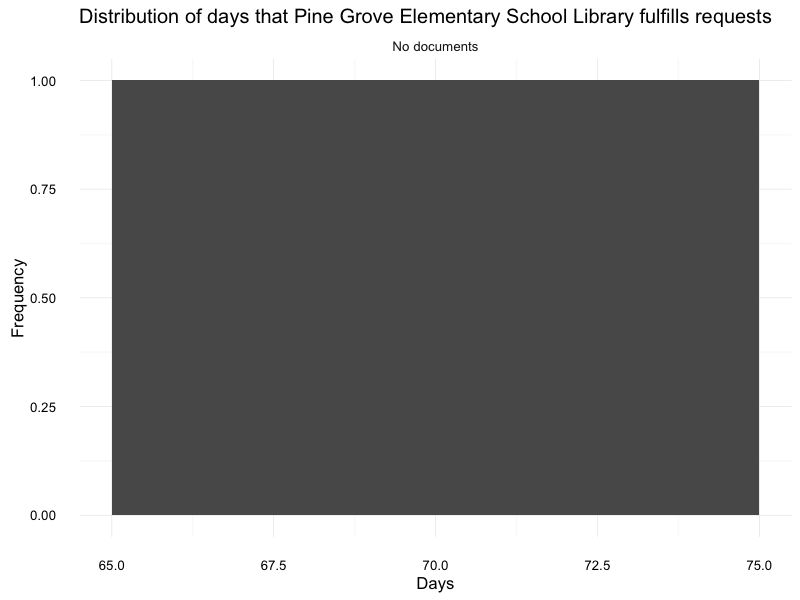 Distribution of days that Pine Grove Elementary School Library fulfills requests
No documents
1.00
0.75
0.50
0.25
0.00
Frequency
65.0 67.5 70.0 72.5 75.0
Days